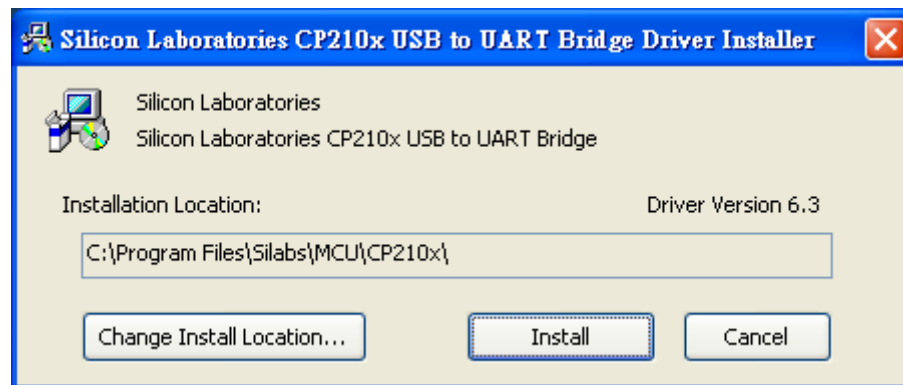 Silicon Laboratories CP210x USB to UART Bridge Driver Installer
Silicon Laboratories
Silicon Laboratories CP210x USB to UART Bridge
Installation Location: Driver Version 6.3
C:\Program Files\Silabs\MCU\CP210x\
Change Install Location... Install Cancel